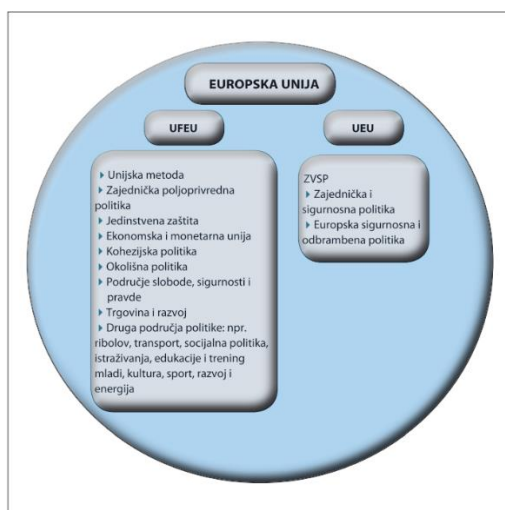 EUROPSKA UNIJA
UFEU
▸ Unijska metoda
▸ Zajednička poljoprivredna
politika
▸ Jedinstvena zaštita
▸ Ekonomska i monetarna unija
▸ Kohezijska politika
▸ Okolišna politika
▸ Područje slobode, sigurnosti i
pravde
▸ Trgovina i razvoj
▸ Druga područja politike: npr.
ribolov, transport, socijalna politika,
istraživanja, edukacije i trening
mladi, kultura, sport, razvoj i
energija
UEU
ZVSP
▸ Zajednička i
sigurnosna politika
▸ Europska sigurnosna i
odbrambena politika